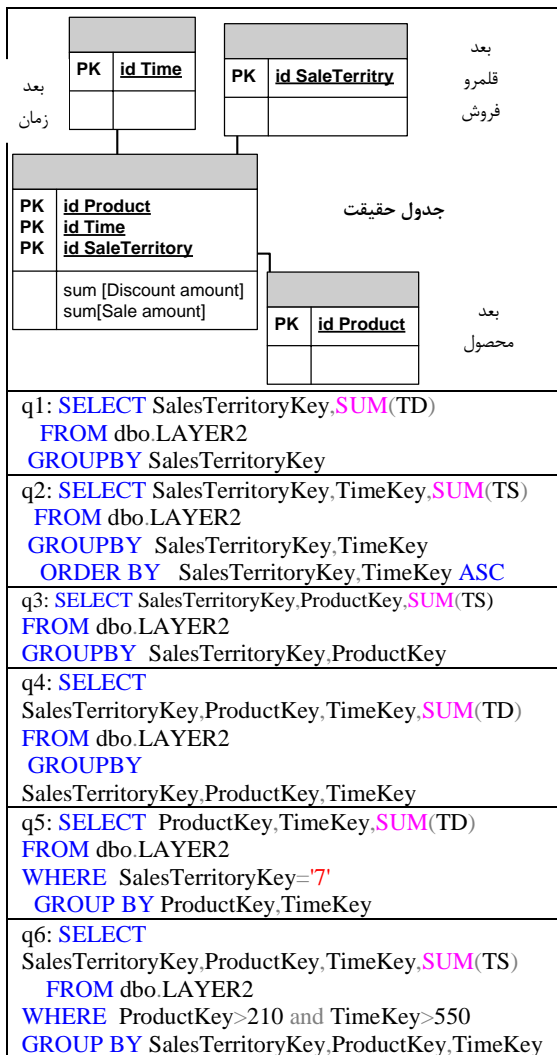 PK id Time
بعد
زمان
PK id SaleTerritry
بعد
قلمرو
فروش
PK id Product
PK id Time
PK id SaleTerritory
sum [Discount amount]
sum[Sale amount]
جدول حقیقت
PK id Product
بعد
محصول
q1: SELECT SalesTerritoryKey,SUM(TD)
FROM dbo.LAYER2
GROUPBY SalesTerritoryKey
q2: SELECT SalesTerritoryKey,TimeKey,SUM(TS)
FROM dbo.LAYER2
GROUPBY SalesTerritoryKey,TimeKey
ORDER BY SalesTerritoryKey,TimeKey ASC
q3: SELECT SalesTerritoryKey,ProductKey,SUM(TS)
FROM dbo.LAYER2
GROUPBY SalesTerritoryKey,ProductKey
q4: SELECT
SalesTerritoryKey,ProductKey,TimeKey,SUM(TD)
FROM dbo.LAYER2
GROUPBY
SalesTerritoryKey,ProductKey,TimeKey
q5: SELECT ProductKey,TimeKey,SUM(TD)
FROM dbo.LAYER2
WHERE SalesTerritoryKey='7'
GROUP BY ProductKey,TimeKey
q6: SELECT
SalesTerritoryKey,ProductKey,TimeKey,SUM(TS)
FROM dbo.LAYER2
WHERE ProductKey>210 and TimeKey>550
GROUP BY SalesTerritoryKey,ProductKey,TimeKey